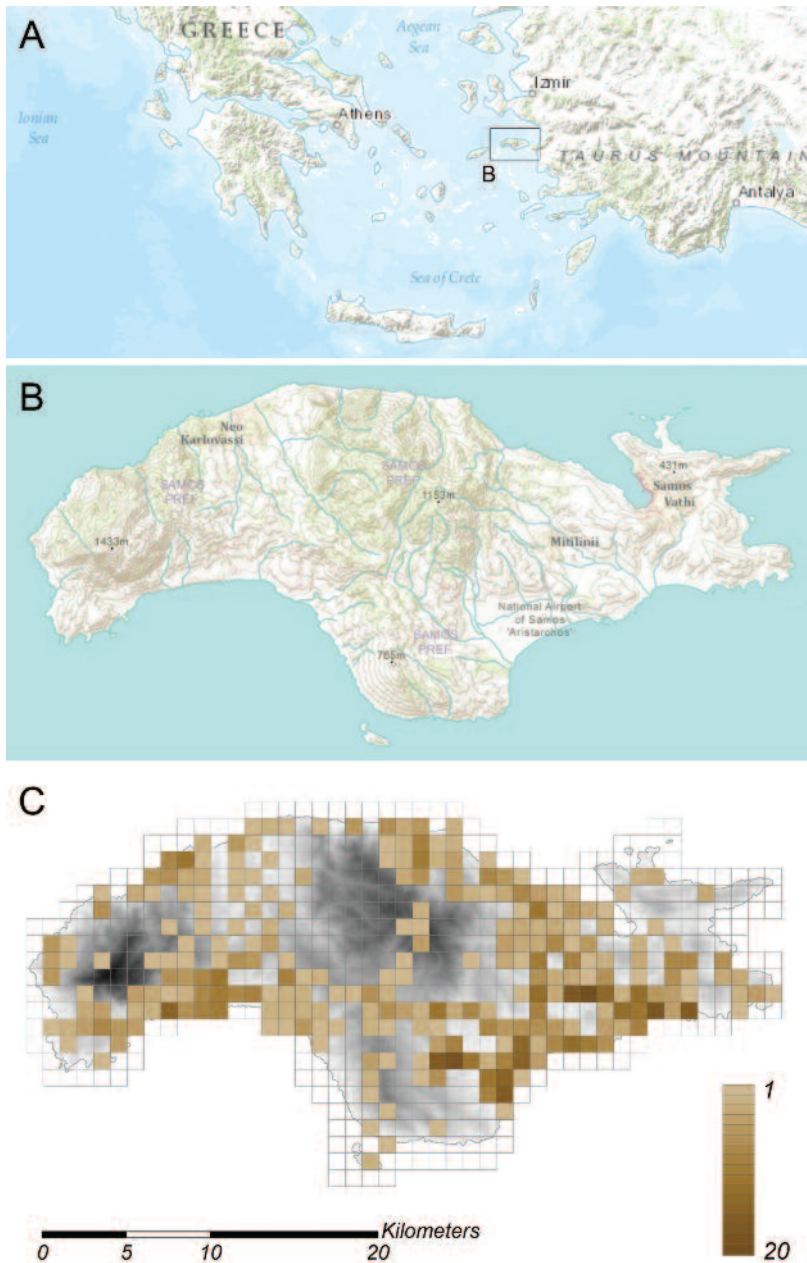 A
GREECE
Aegean
Sea
Izmir
Ionian
Sea
Athens
B
TAURUS MOUNTAIN
Antalya
Sea of Crete
B
Neo
Karlovassi
SAMOS
PREF
431m
SAMOS
PREF
Samos
1153m
Vathi
1433m
Mitilinii
National Airport
of Samos
'Aristarchos'
SAMOS
PREF
765m
C
1
20
Kilometers
0
5
10
20